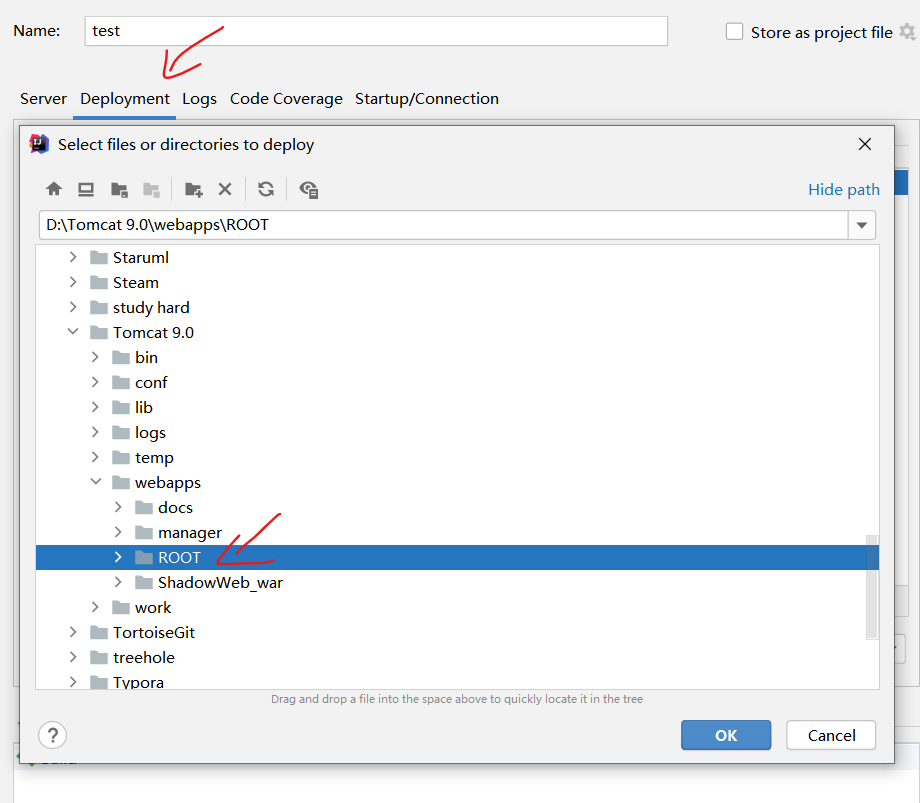 Name: test Store as project file
Server Deployment Logs Code Coverage Startup/Connection
Select files or directories to deploy
Hide path
D:\Tomcat 9.0\webapps\ROOT
Staruml
Steam
study hard
Tomcat 9.0
bin
conf
lib
logs
temp
webapps
docs
manager
ROOT
ShadowWeb_war
work
TortoiseGit
treehole
Typora
Drag and drop a file into the space above to quickly locate it in the tree
? OK Cancel